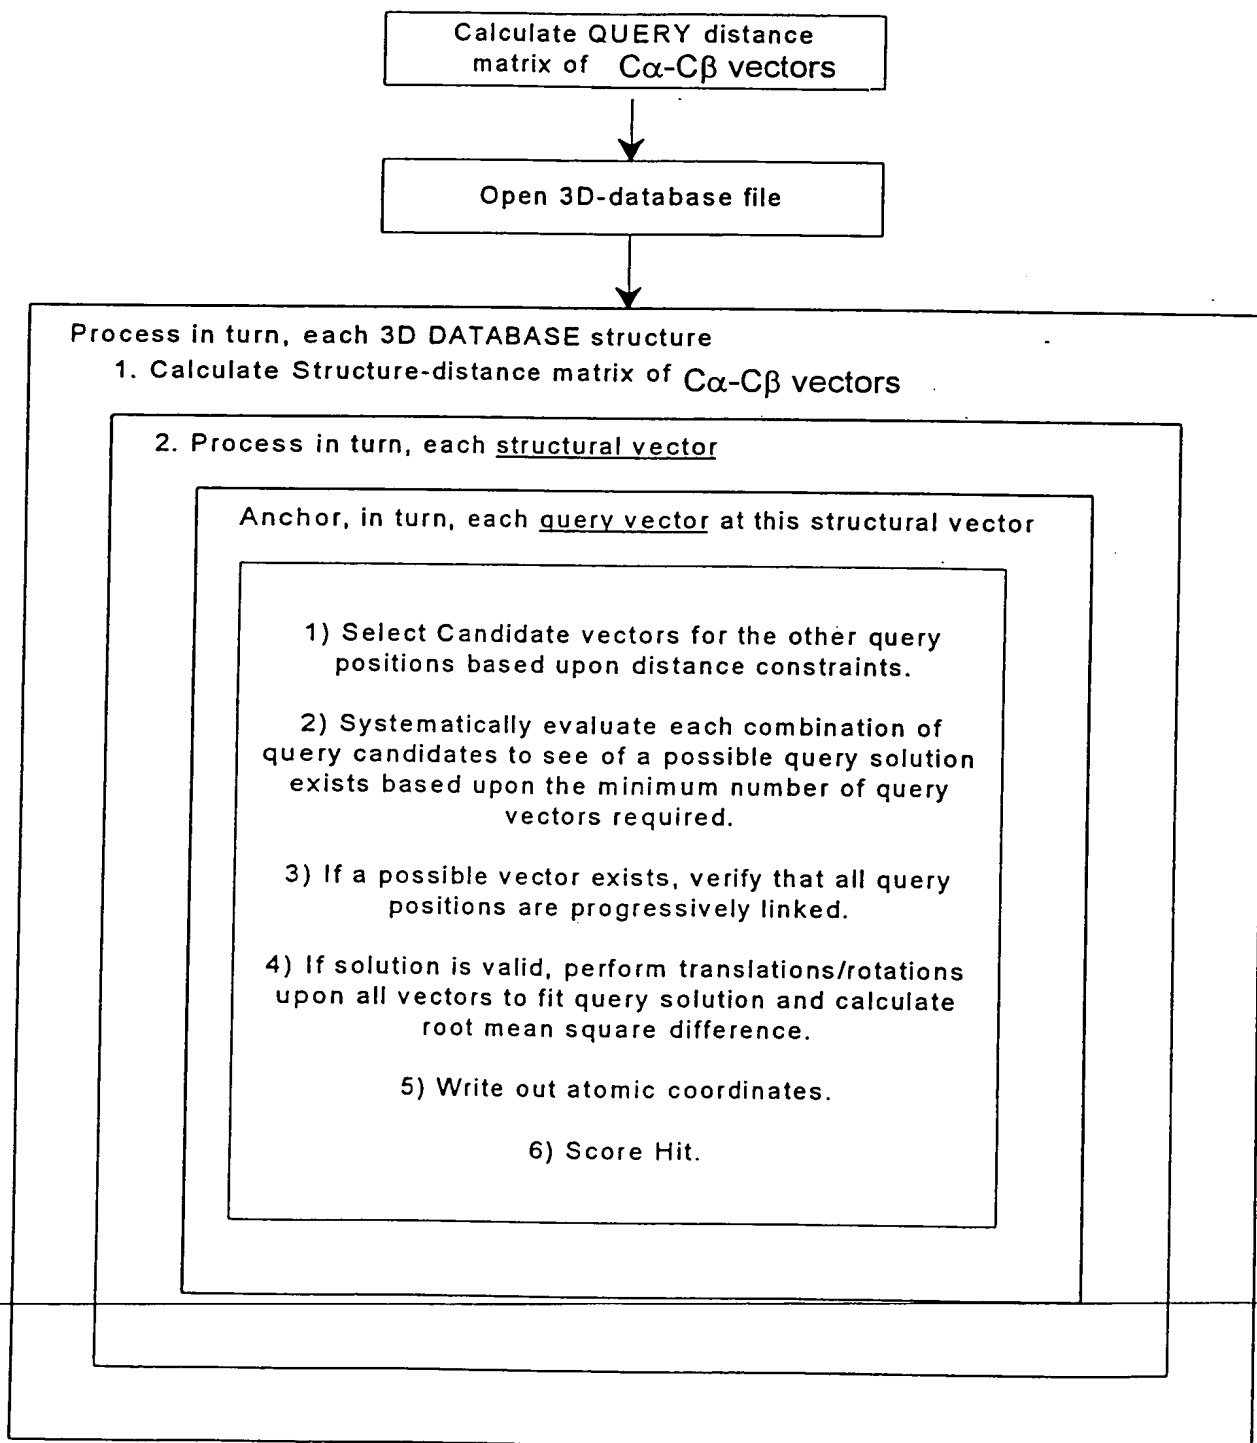 Calculate QUERY distance
matrix of Cα-Cβ vectors
Open 3D-database file
Process in turn, each 3D DATABASE structure
1. Calculate Structure-distance matrix of Cα-Cβ vectors
2. Process in turn, each structural vector
Anchor, in turn, each query vector at this structural vector
1) Select Candidate vectors for the other query
positions based upon distance constraints.
2) Systematically evaluate each combination of
query candidates to see of a possible query solution
exists based upon the minimum number of query
vectors required.
3) If a possible vector exists, verify that all query
positions are progressively linked.
4) If solution is valid, perform translations/rotations
upon all vectors to fit query solution and calculate
root mean square difference.
5) Write out atomic coordinates.
6) Score Hit.